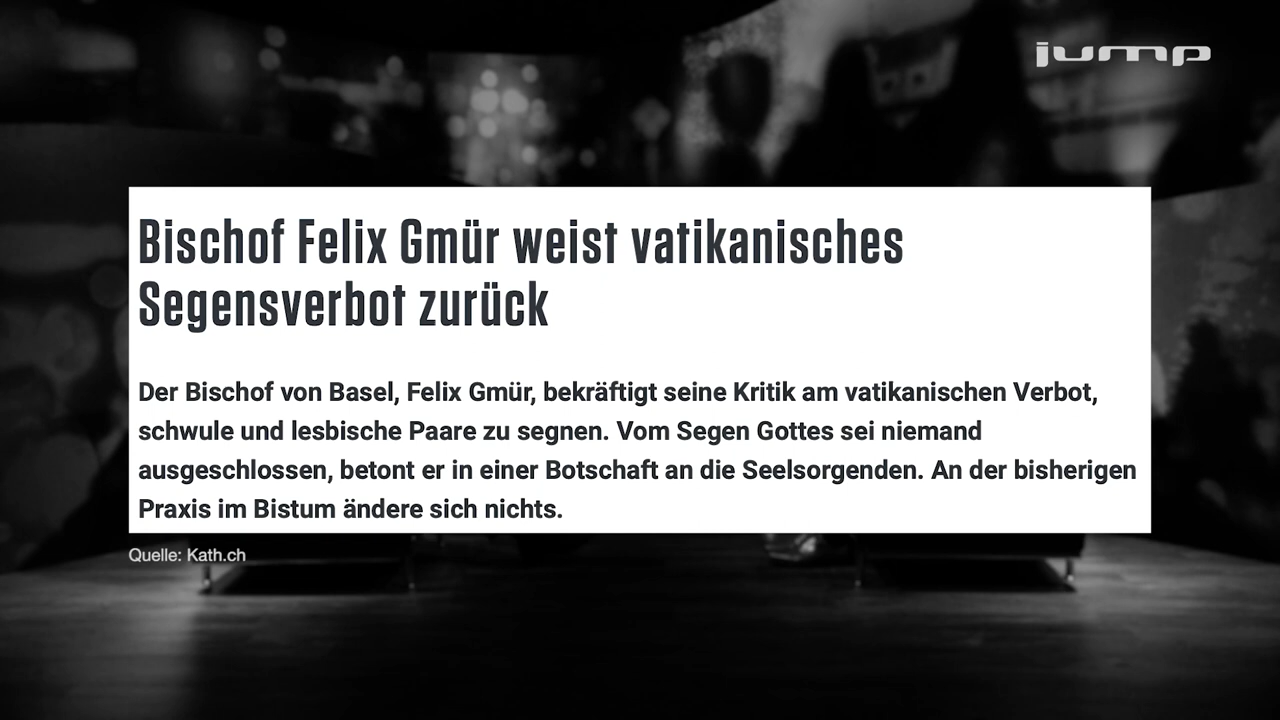 jump
Bischof Felix Gmür weist vatikanisches
Segensverbot zurück
Der Bischof von Basel, Felix Gmür, bekräftigt seine Kritik am vatikanischen Verbot,
schwule und lesbische Paare zu segnen. Vom Segen Gottes sei niemand
ausgeschlossen, betont er in einer Botschaft an die Seelsorgenden. An der bisherigen
Praxis im Bistum ändere sich nichts.
Quelle: Kath.ch